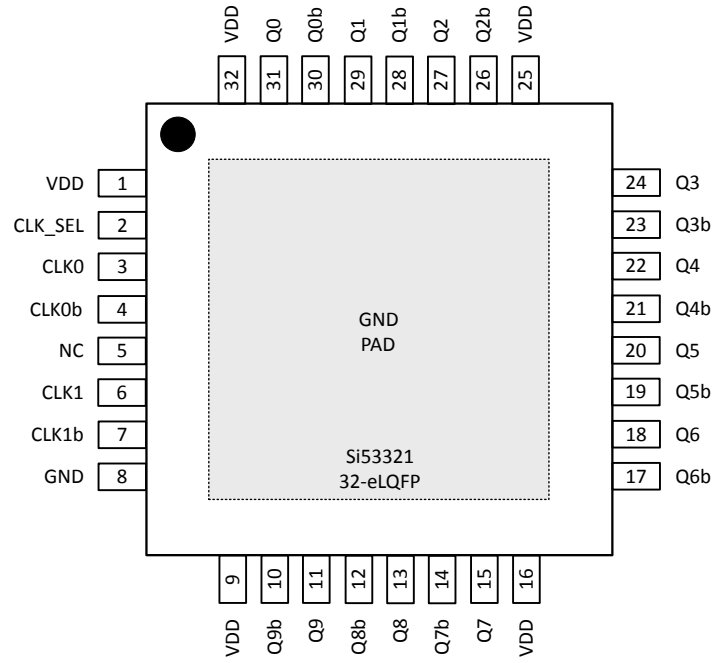 VDD
Q0
Q0b
Q1
Q1b
Q2
Q2b
VDD
32
31
30
29
28
27
26
25
VDD 1
CLK_SEL 2
CLK0 3
CLK0b 4
NC 5
CLK1 6
CLK1b 7
GND 8
GND
PAD
Si53321
32-eLQFP
24 Q3
23 Q3b
22 Q4
21 Q4b
20 Q5
19 Q5b
18 Q6
17 Q6b
9
10
11
12
13
14
15
16
VDD
Q9b
Q9
Q8b
Q8
Q7b
Q7
VDD